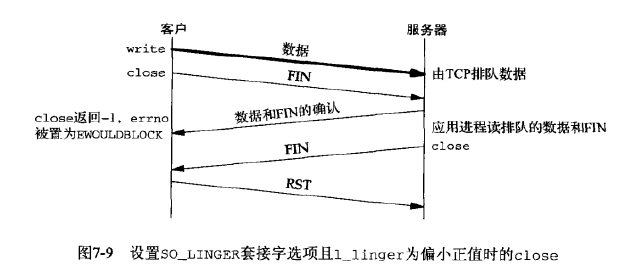 客户
服务器
write
数据
由TCP排队数据
close
FIN
数据和FIN的确认
close返回-1，errno
被置为EWOULDBLOCK
应用进程读排队的数据和FIN
close
FIN
RST
图7-9 设置SO_LINGER套接字选项且l_linger为偏小正值时的close